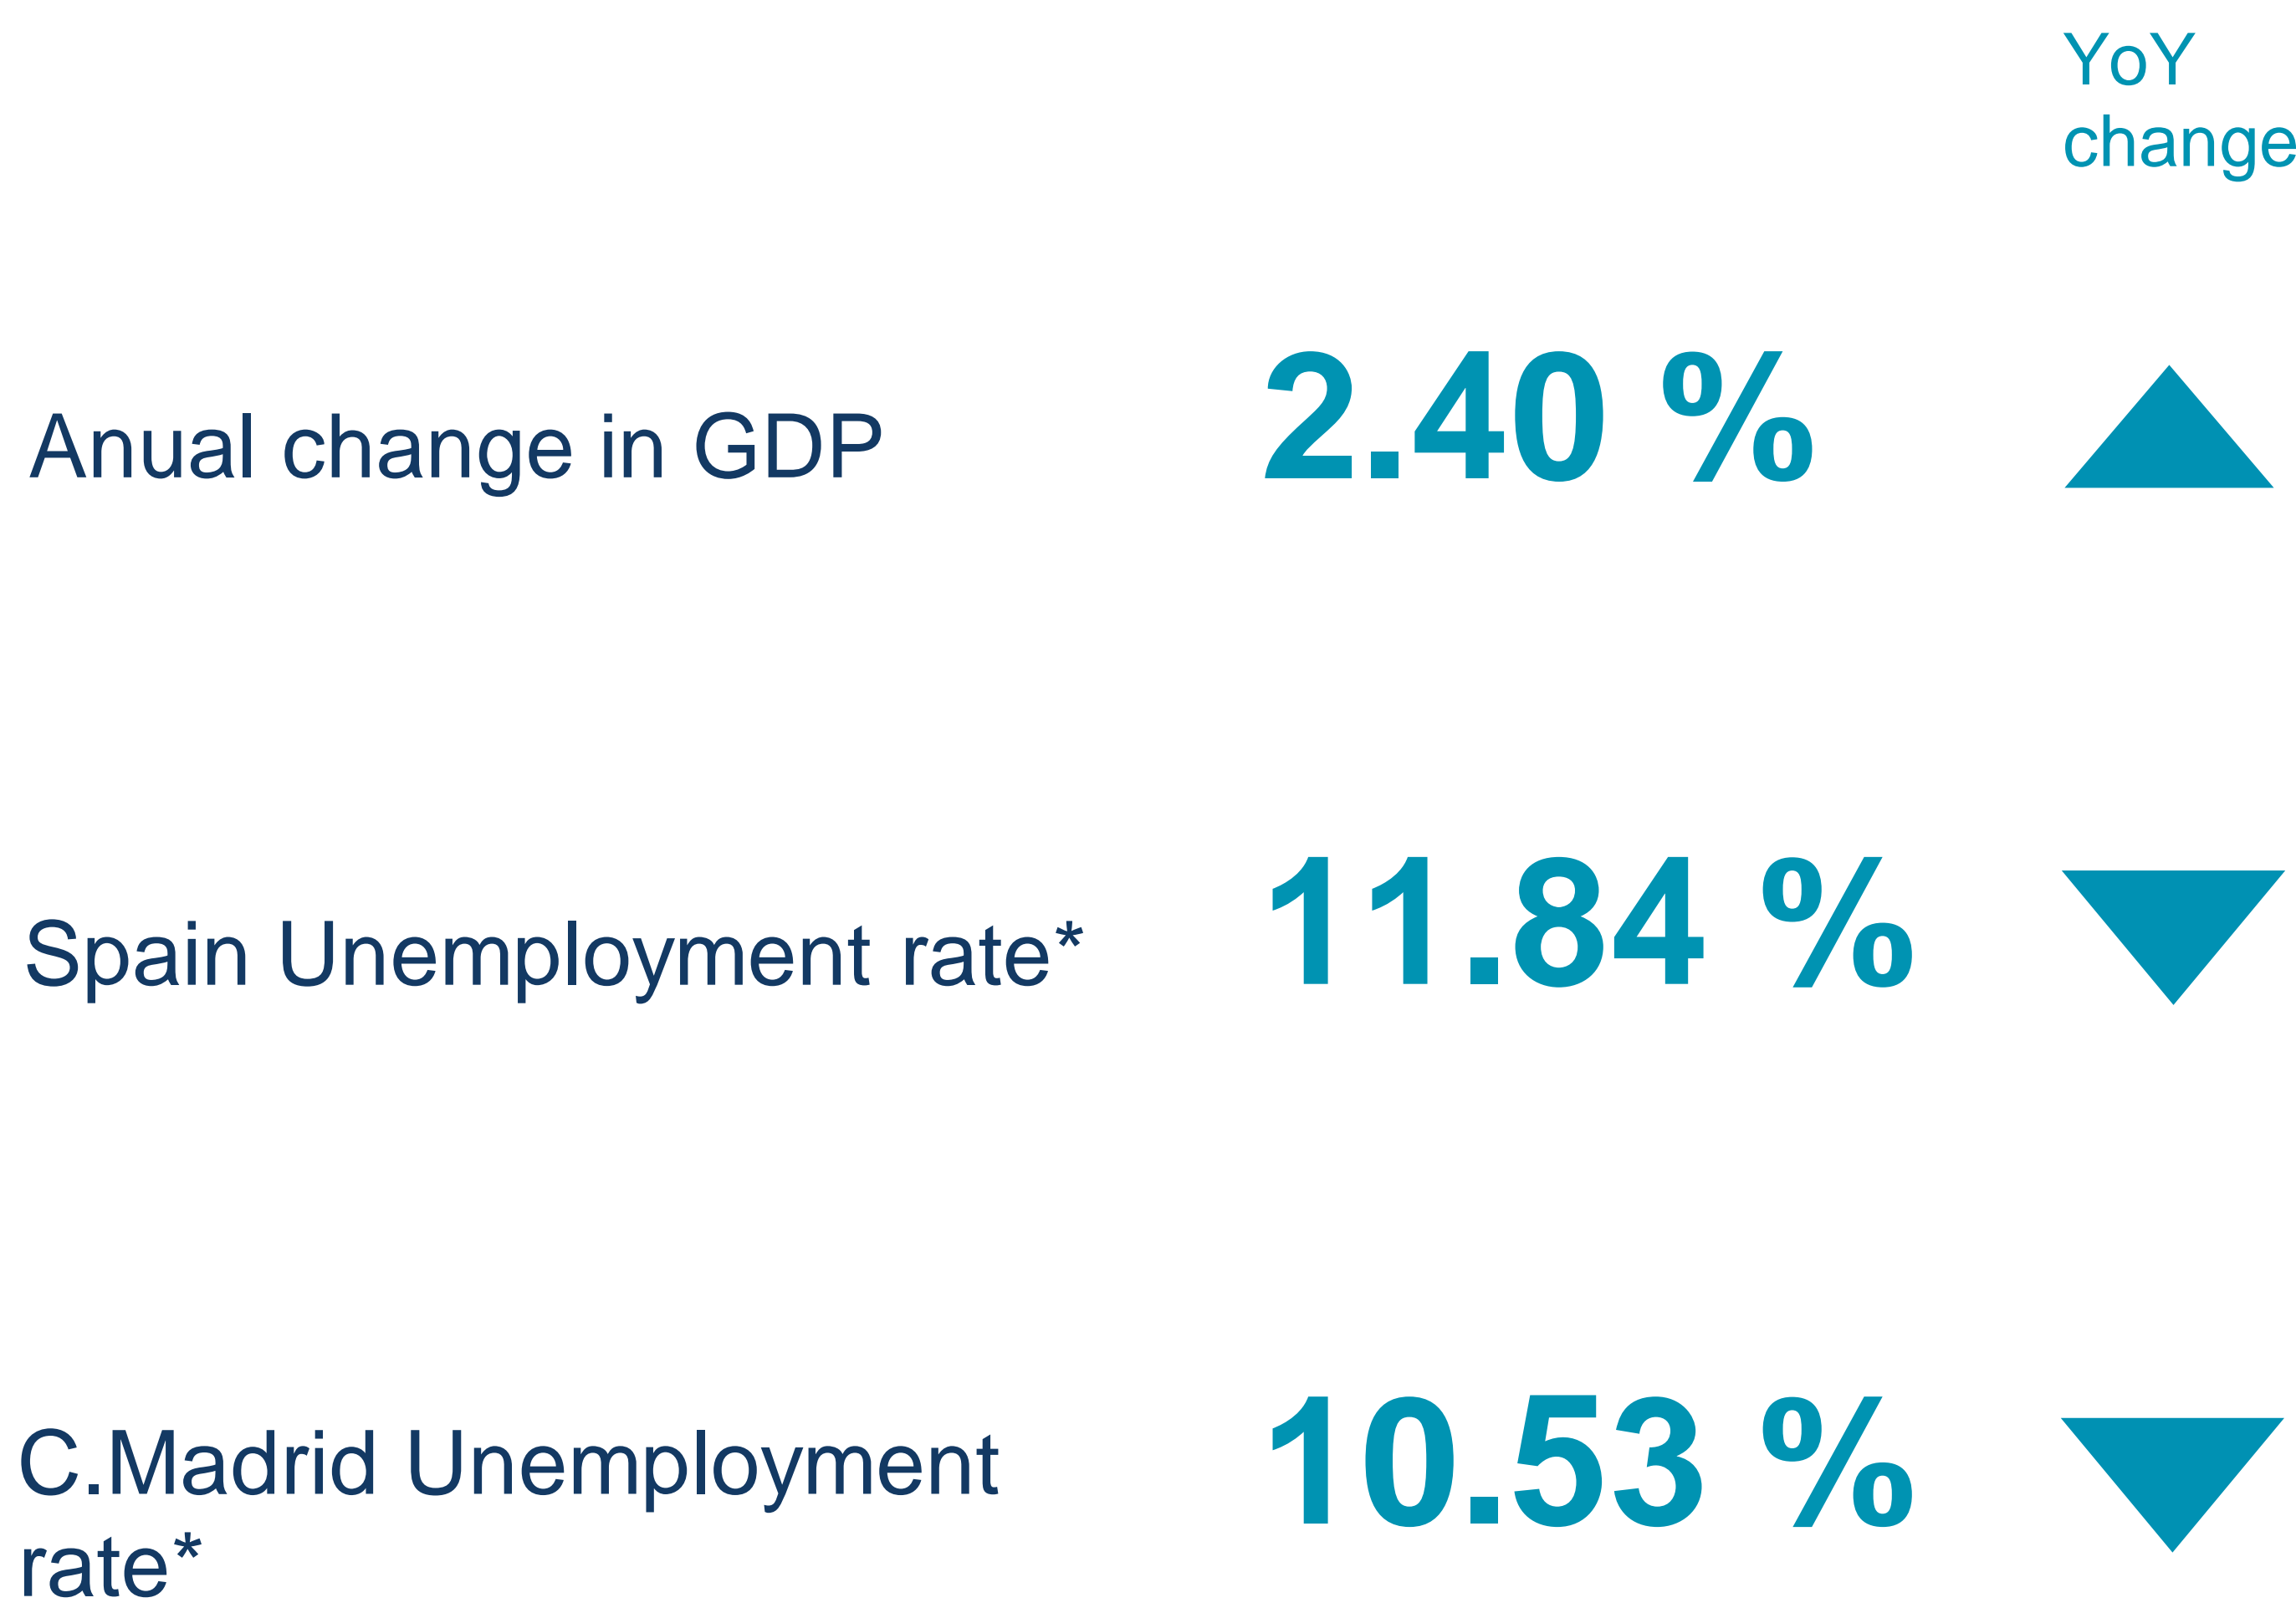 YoY
change
Anual change in GDP 2.40 %
Spain Unemployment rate* 11.84 %
C.Madrid Unemployment 10.53 %
rate*